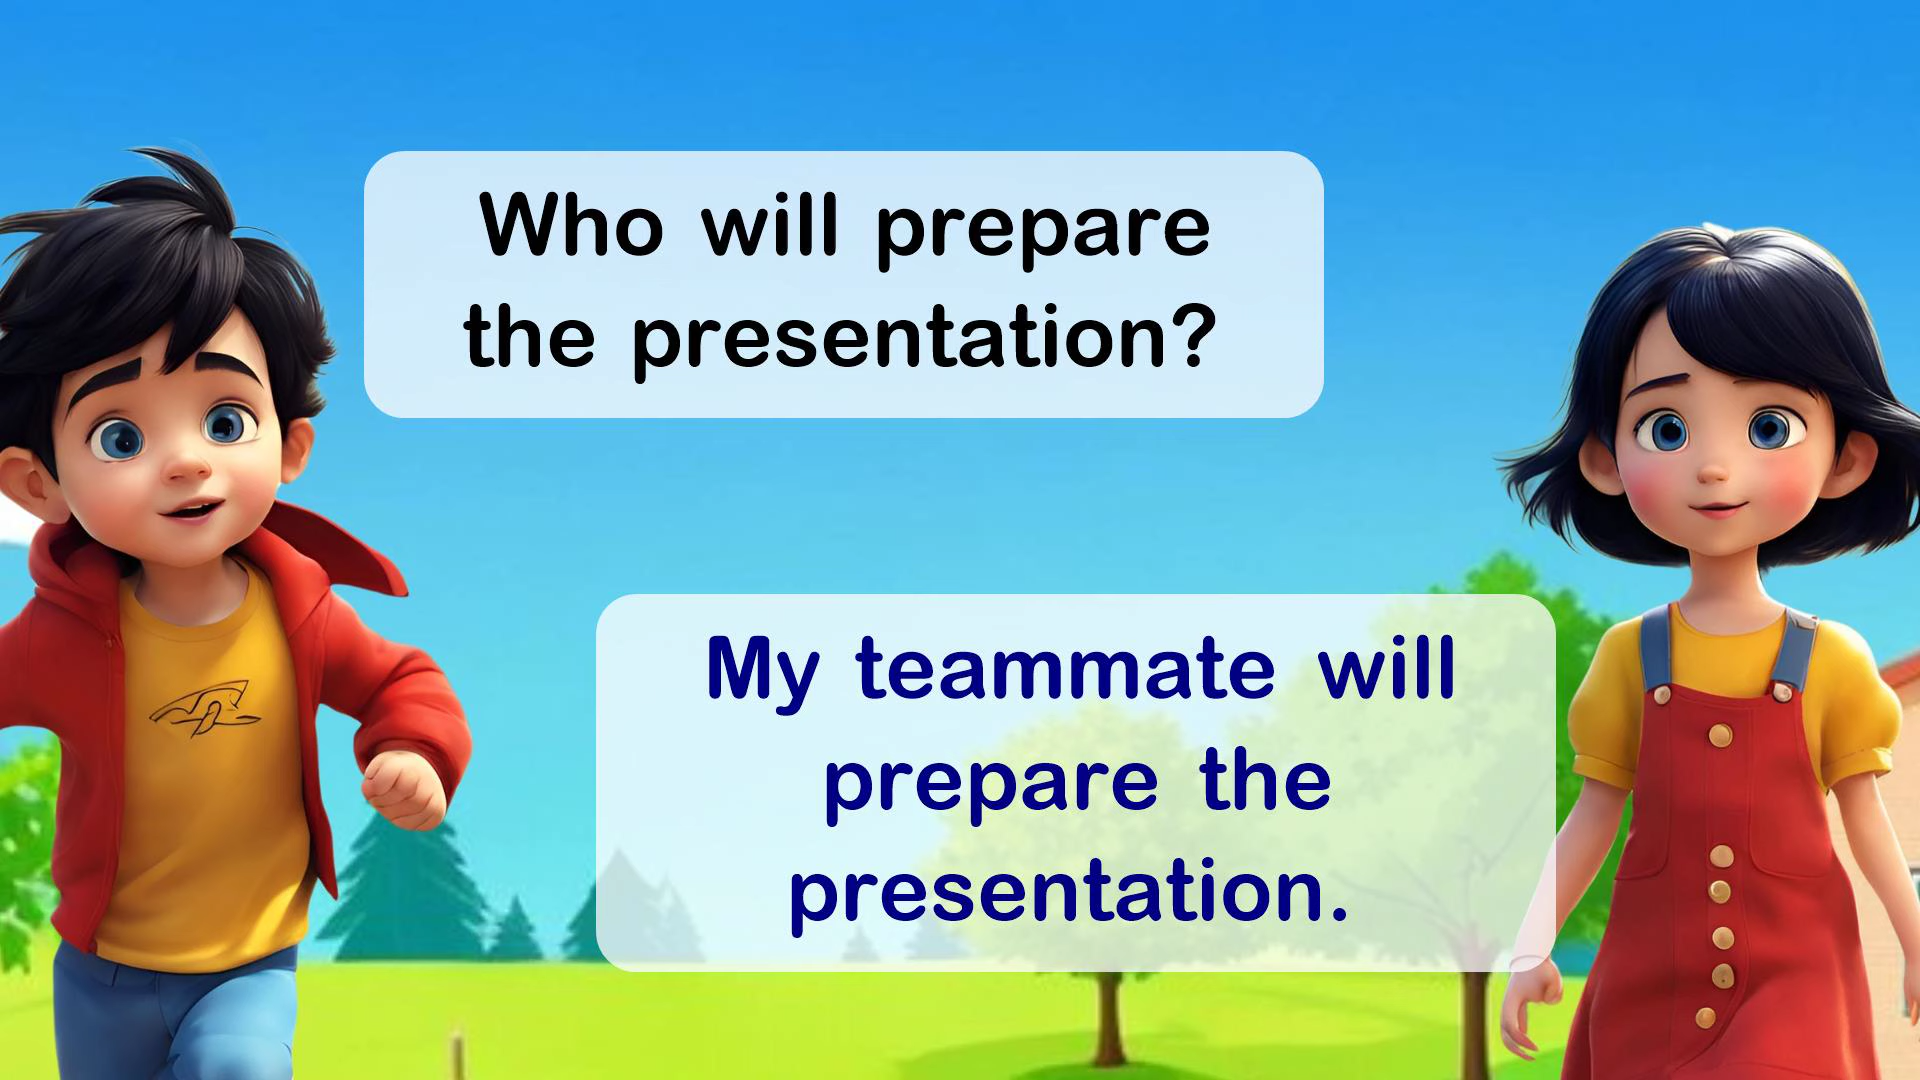 Who will prepare
the presentation?
My teammate will
prepare the
presentation.